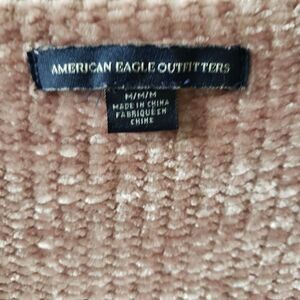 AMERICAN EAGLE OUTFITTERS
M/M/M
MADE IN CHINA
FABRIQUÉ EN
CHINE